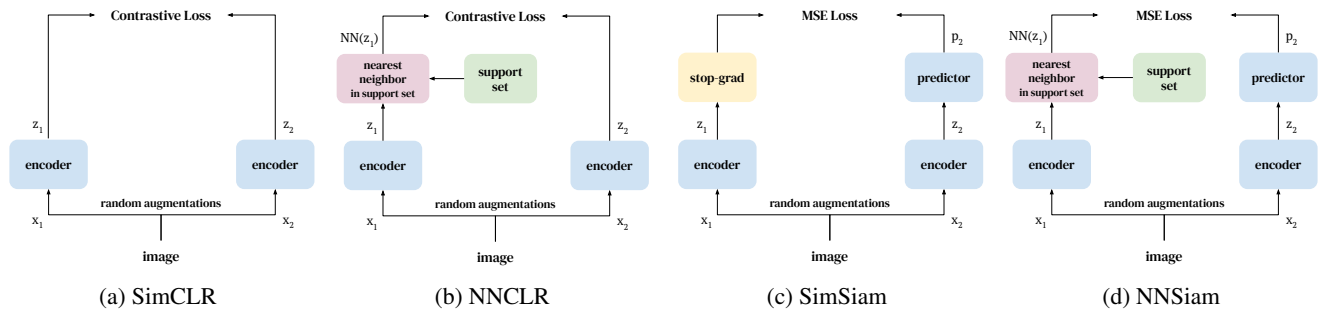 Contrastive Loss
z1
z2
encoder
encoder
random augmentations
x1
x2
image
(a) SimCLR
Contrastive Loss
NN(z1)
nearest
neighbor
in support set
support
set
z1
z2
encoder
encoder
random augmentations
x1
x2
image
(b) NNCLR
MSE Loss
p2
stop-grad
predictor
z1
z2
encoder
encoder
random augmentations
x1
x2
image
(c) SimSiam
MSE Loss
NN(z1)
p2
nearest
neighbor
in support set
support
set
predictor
z1
z2
encoder
encoder
random augmentations
x1
x2
image
(d) NNSiam